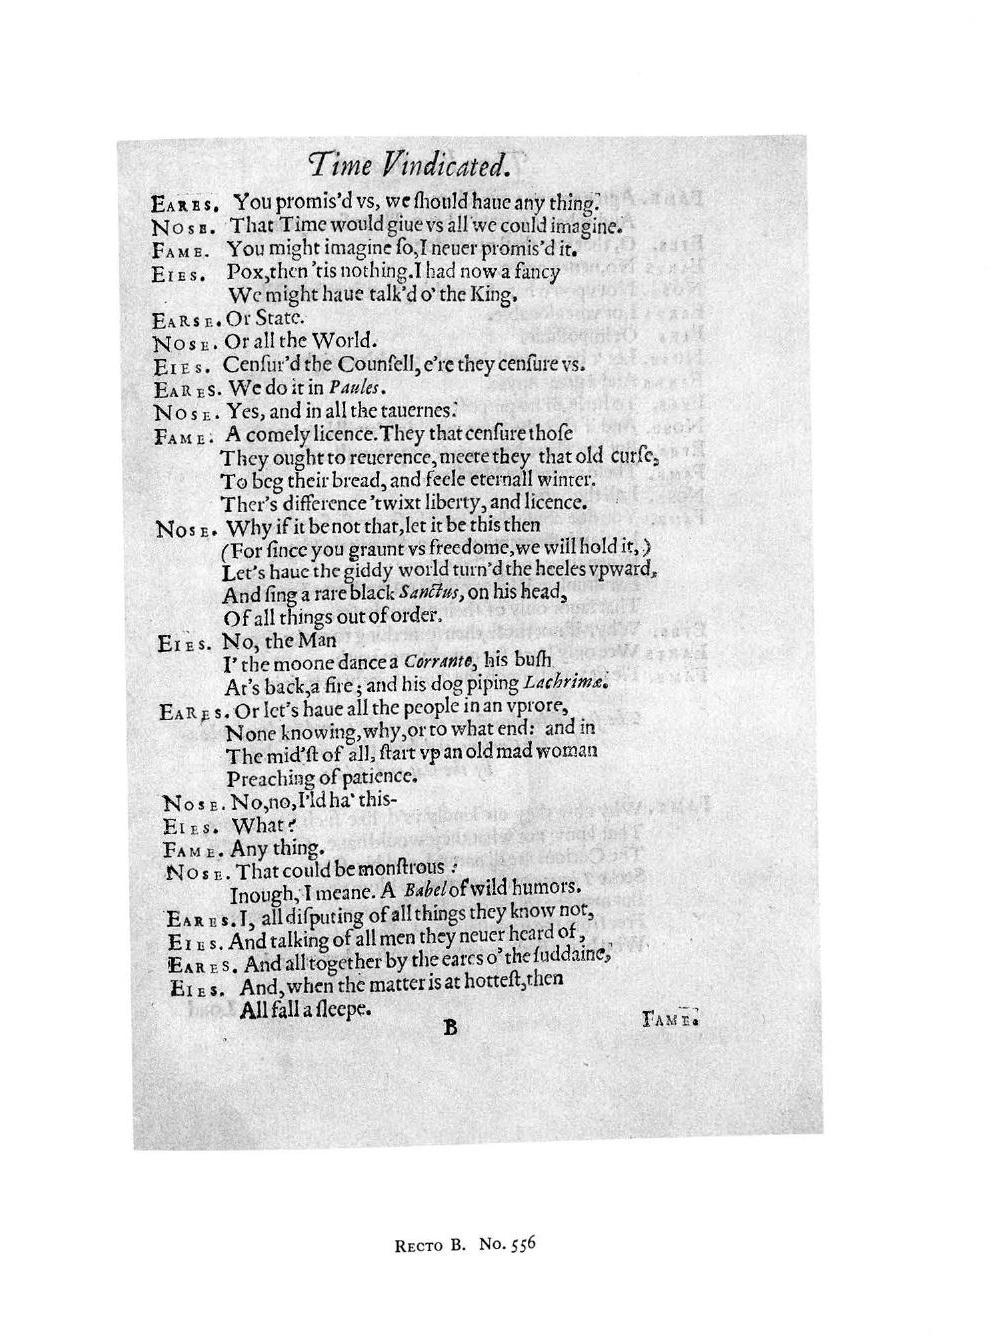 Time Vindicated.
EARES. You promis'd vs, we ſhould haue any thing.
NOSE. That Time would giue vs all we could imagine.
FAME. You might imagine ſo, I neuer promis'd it.
EIES. Pox, then 'tis nothing. I had now a fancy
We might haue talk'd o' the King.
EARSE. Or State.
NOSE. Or all the World.
EIES. Cenſur'd the Counſell, e're they cenſure vs.
EARES. We do it in Paules.
NOSE. Yes, and in all the tauernes.
FAME. A comely licence. They that cenſure thoſe
They ought to reuerence, meete they that old curſe,
To beg their bread, and feele eternall winter.
Ther's difference 'twixt liberty, and licence.
NOSE. Why if it be not that, let it be this then
(For ſince you graunt vs freedome, we will hold it,)
Let's haue the giddy world turn'd the heeles vpward,
And ſing a rare black Sanctus, on his head,
Of all things out of order.
EIES. No, the Man
I' the moone dance a Corranto, his buſh
At's back, a fire; and his dog piping Lachrimæ.
EARES. Or let's haue all the people in an vprore,
None knowing, why, or to what end: and in
The mid'ſt of all, ſtart vp an old mad woman
Preaching of patience.
NOSE. No, no, I'ld ha' this-
EIES. What?
FAME. Any thing.
NOSE. That could be monſtrous:
Inough, I meane. A Babel of wild humors.
EARES. I, all diſputing of all things they know not,
EIES. And talking of all men they neuer heard of,
EARES. And all together by the eares o' the ſuddaine,
EIES. And, when the matter is at hotteſt, then
All fall a ſleepe.
B FAME.
RECTO B. No. 556